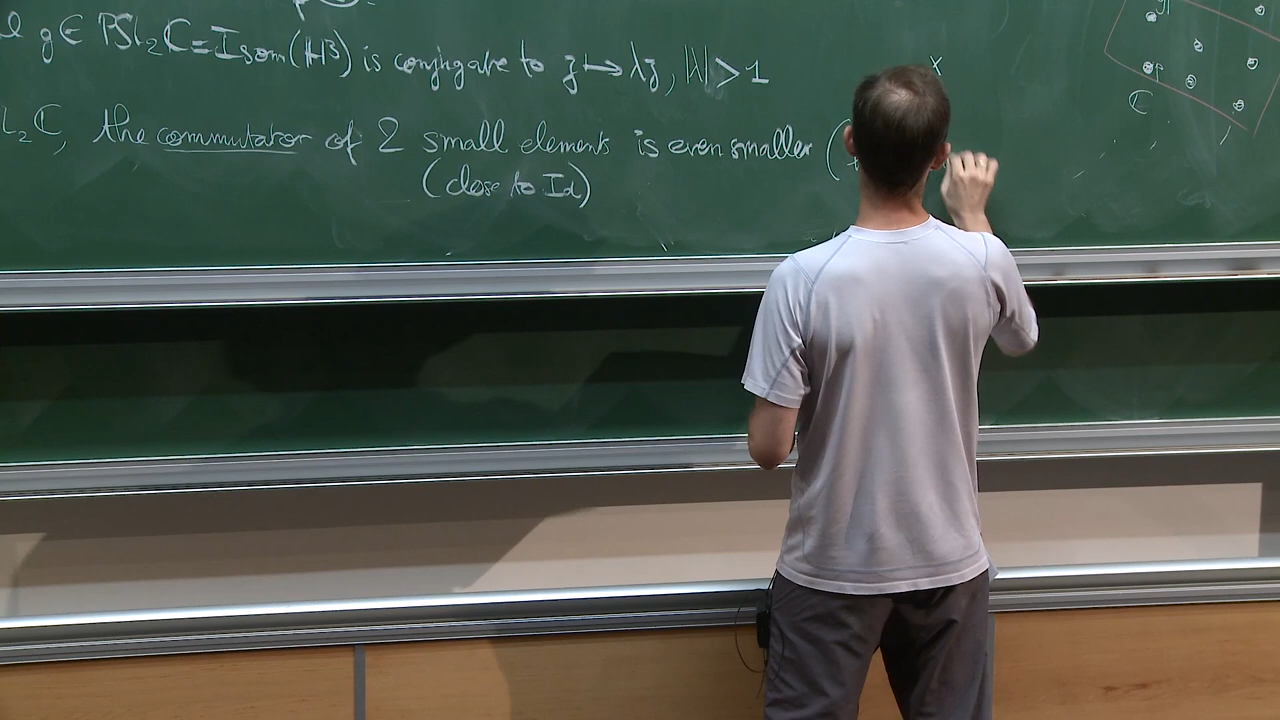 g ∈ PSL₂ℂ = Isom(ℍ³) is conjugate to z ↦ λz, |λ| > 1
L₂ℂ, the commutator of 2 small elements is even smaller (
(close to Id)
x
ℂ